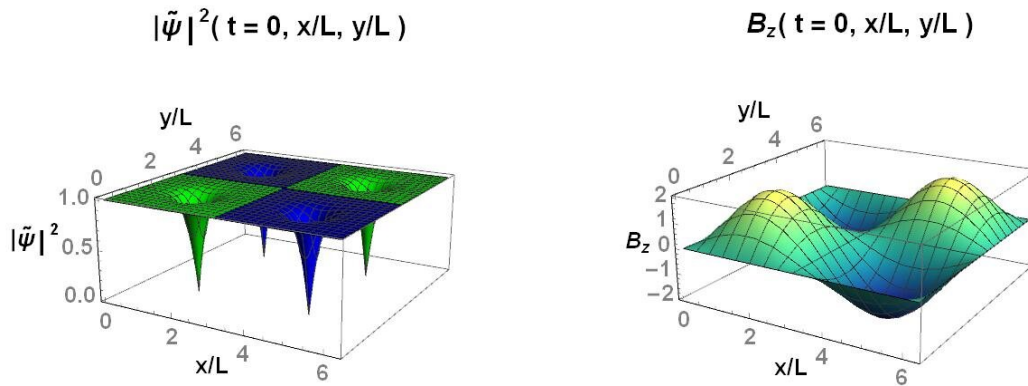 |ψ̃|²( t = 0, x/L, y/L )
y/L
0 2 4 6
1.0
|ψ̃|²
0.5
0.0
0 2 4 6
x/L
B_z( t = 0, x/L, y/L )
y/L
0 2 4 6
2
1
B_z 0
−1
−2
0 2 4 6
x/L